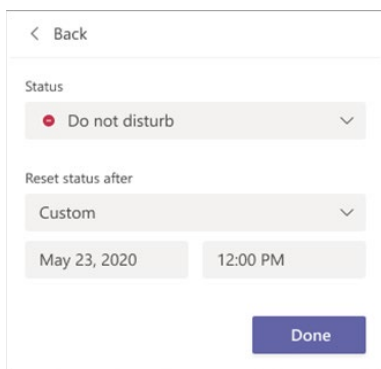 Back
Status
Do not disturb
Reset status after
Custom
May 23, 2020 12:00 PM
Done